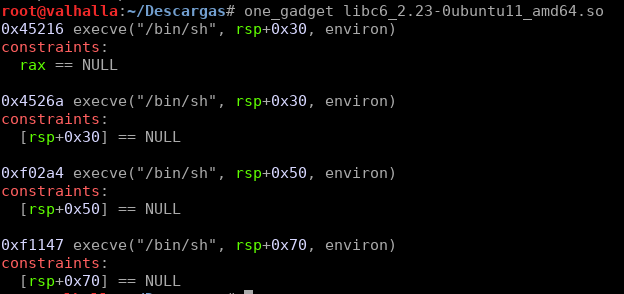 root@valhalla:~/Descargas# one_gadget libc6_2.23-0ubuntu11_amd64.so
0x45216 execve("/bin/sh", rsp+0x30, environ)
constraints:
  rax == NULL

0x4526a execve("/bin/sh", rsp+0x30, environ)
constraints:
  [rsp+0x30] == NULL

0xf02a4 execve("/bin/sh", rsp+0x50, environ)
constraints:
  [rsp+0x50] == NULL

0xf1147 execve("/bin/sh", rsp+0x70, environ)
constraints:
  [rsp+0x70] == NULL